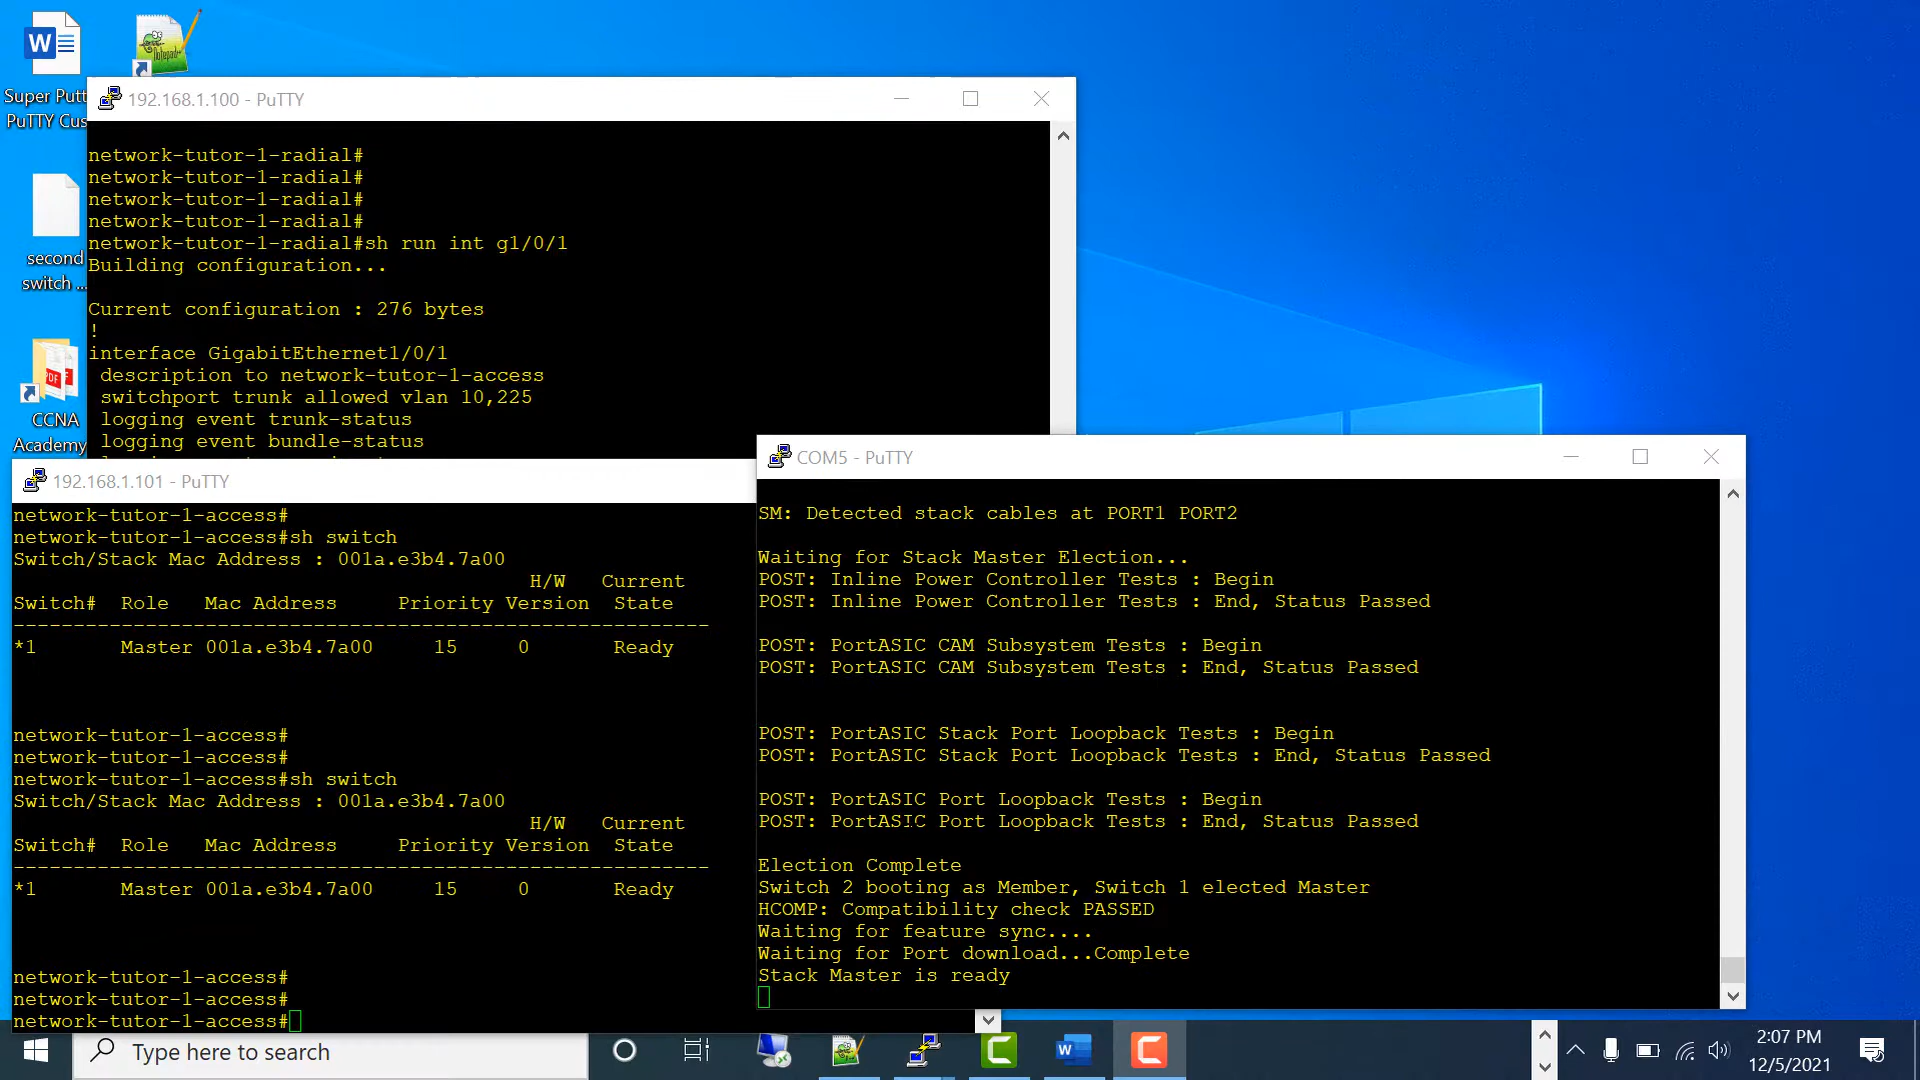 W
Super Putt
PuTTY Cus
second
switch ...
PDF
CCNA
Academy
192.168.1.100 - PuTTY
network-tutor-1-radial#
network-tutor-1-radial#
network-tutor-1-radial#
network-tutor-1-radial#
network-tutor-1-radial#sh run int g1/0/1
Building configuration...
Current configuration : 276 bytes
!
interface GigabitEthernet1/0/1
description to network-tutor-1-access
switchport trunk allowed vlan 10,225
logging event trunk-status
logging event bundle-status
192.168.1.101 - PuTTY
network-tutor-1-access#
network-tutor-1-access#sh switch
Switch/Stack Mac Address : 001a.e3b4.7a00
H/W Current
Switch# Role Mac Address Priority Version State
----------------------------------------------------------
*1 Master 001a.e3b4.7a00 15 0 Ready
network-tutor-1-access#
network-tutor-1-access#
network-tutor-1-access#sh switch
Switch/Stack Mac Address : 001a.e3b4.7a00
H/W Current
Switch# Role Mac Address Priority Version State
----------------------------------------------------------
*1 Master 001a.e3b4.7a00 15 0 Ready
network-tutor-1-access#
network-tutor-1-access#
network-tutor-1-access#
COM5 - PuTTY
SM: Detected stack cables at PORT1 PORT2
Waiting for Stack Master Election...
POST: Inline Power Controller Tests : Begin
POST: Inline Power Controller Tests : End, Status Passed
POST: PortASIC CAM Subsystem Tests : Begin
POST: PortASIC CAM Subsystem Tests : End, Status Passed
POST: PortASIC Stack Port Loopback Tests : Begin
POST: PortASIC Stack Port Loopback Tests : End, Status Passed
POST: PortASIC Port Loopback Tests : Begin
POST: PortASIC Port Loopback Tests : End, Status Passed
Election Complete
Switch 2 booting as Member, Switch 1 elected Master
HCOMP: Compatibility check PASSED
Waiting for feature sync....
Waiting for Port download...Complete
Stack Master is ready
Type here to search
W
2:07 PM
12/5/2021